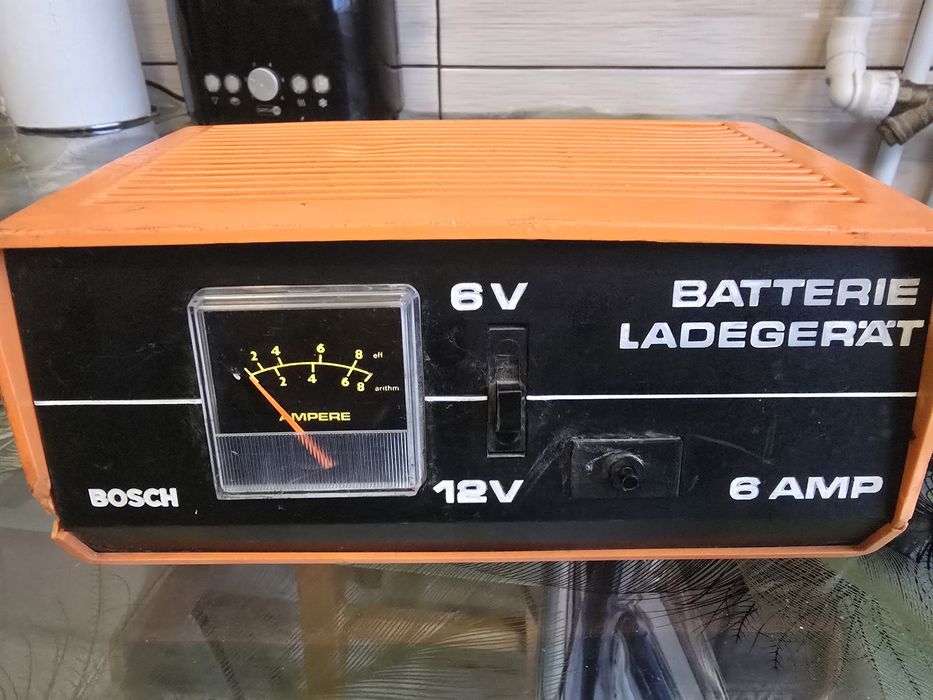 6V
BATTERIE
LADEGERÄT
2 4 6 8 eff
2 4 6 8 arithm
AMPERE
BOSCH
12V
6 AMP